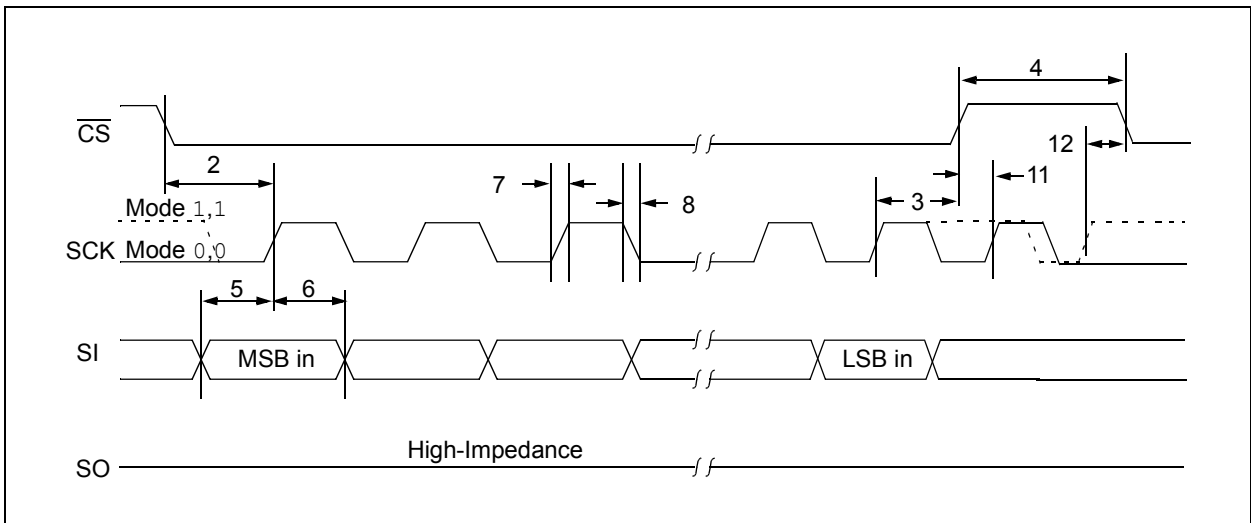 4
CS
12
2
7
8
3
11
Mode 1,1
SCK Mode 0,0
5
6
SI
MSB in
LSB in
High-Impedance
SO